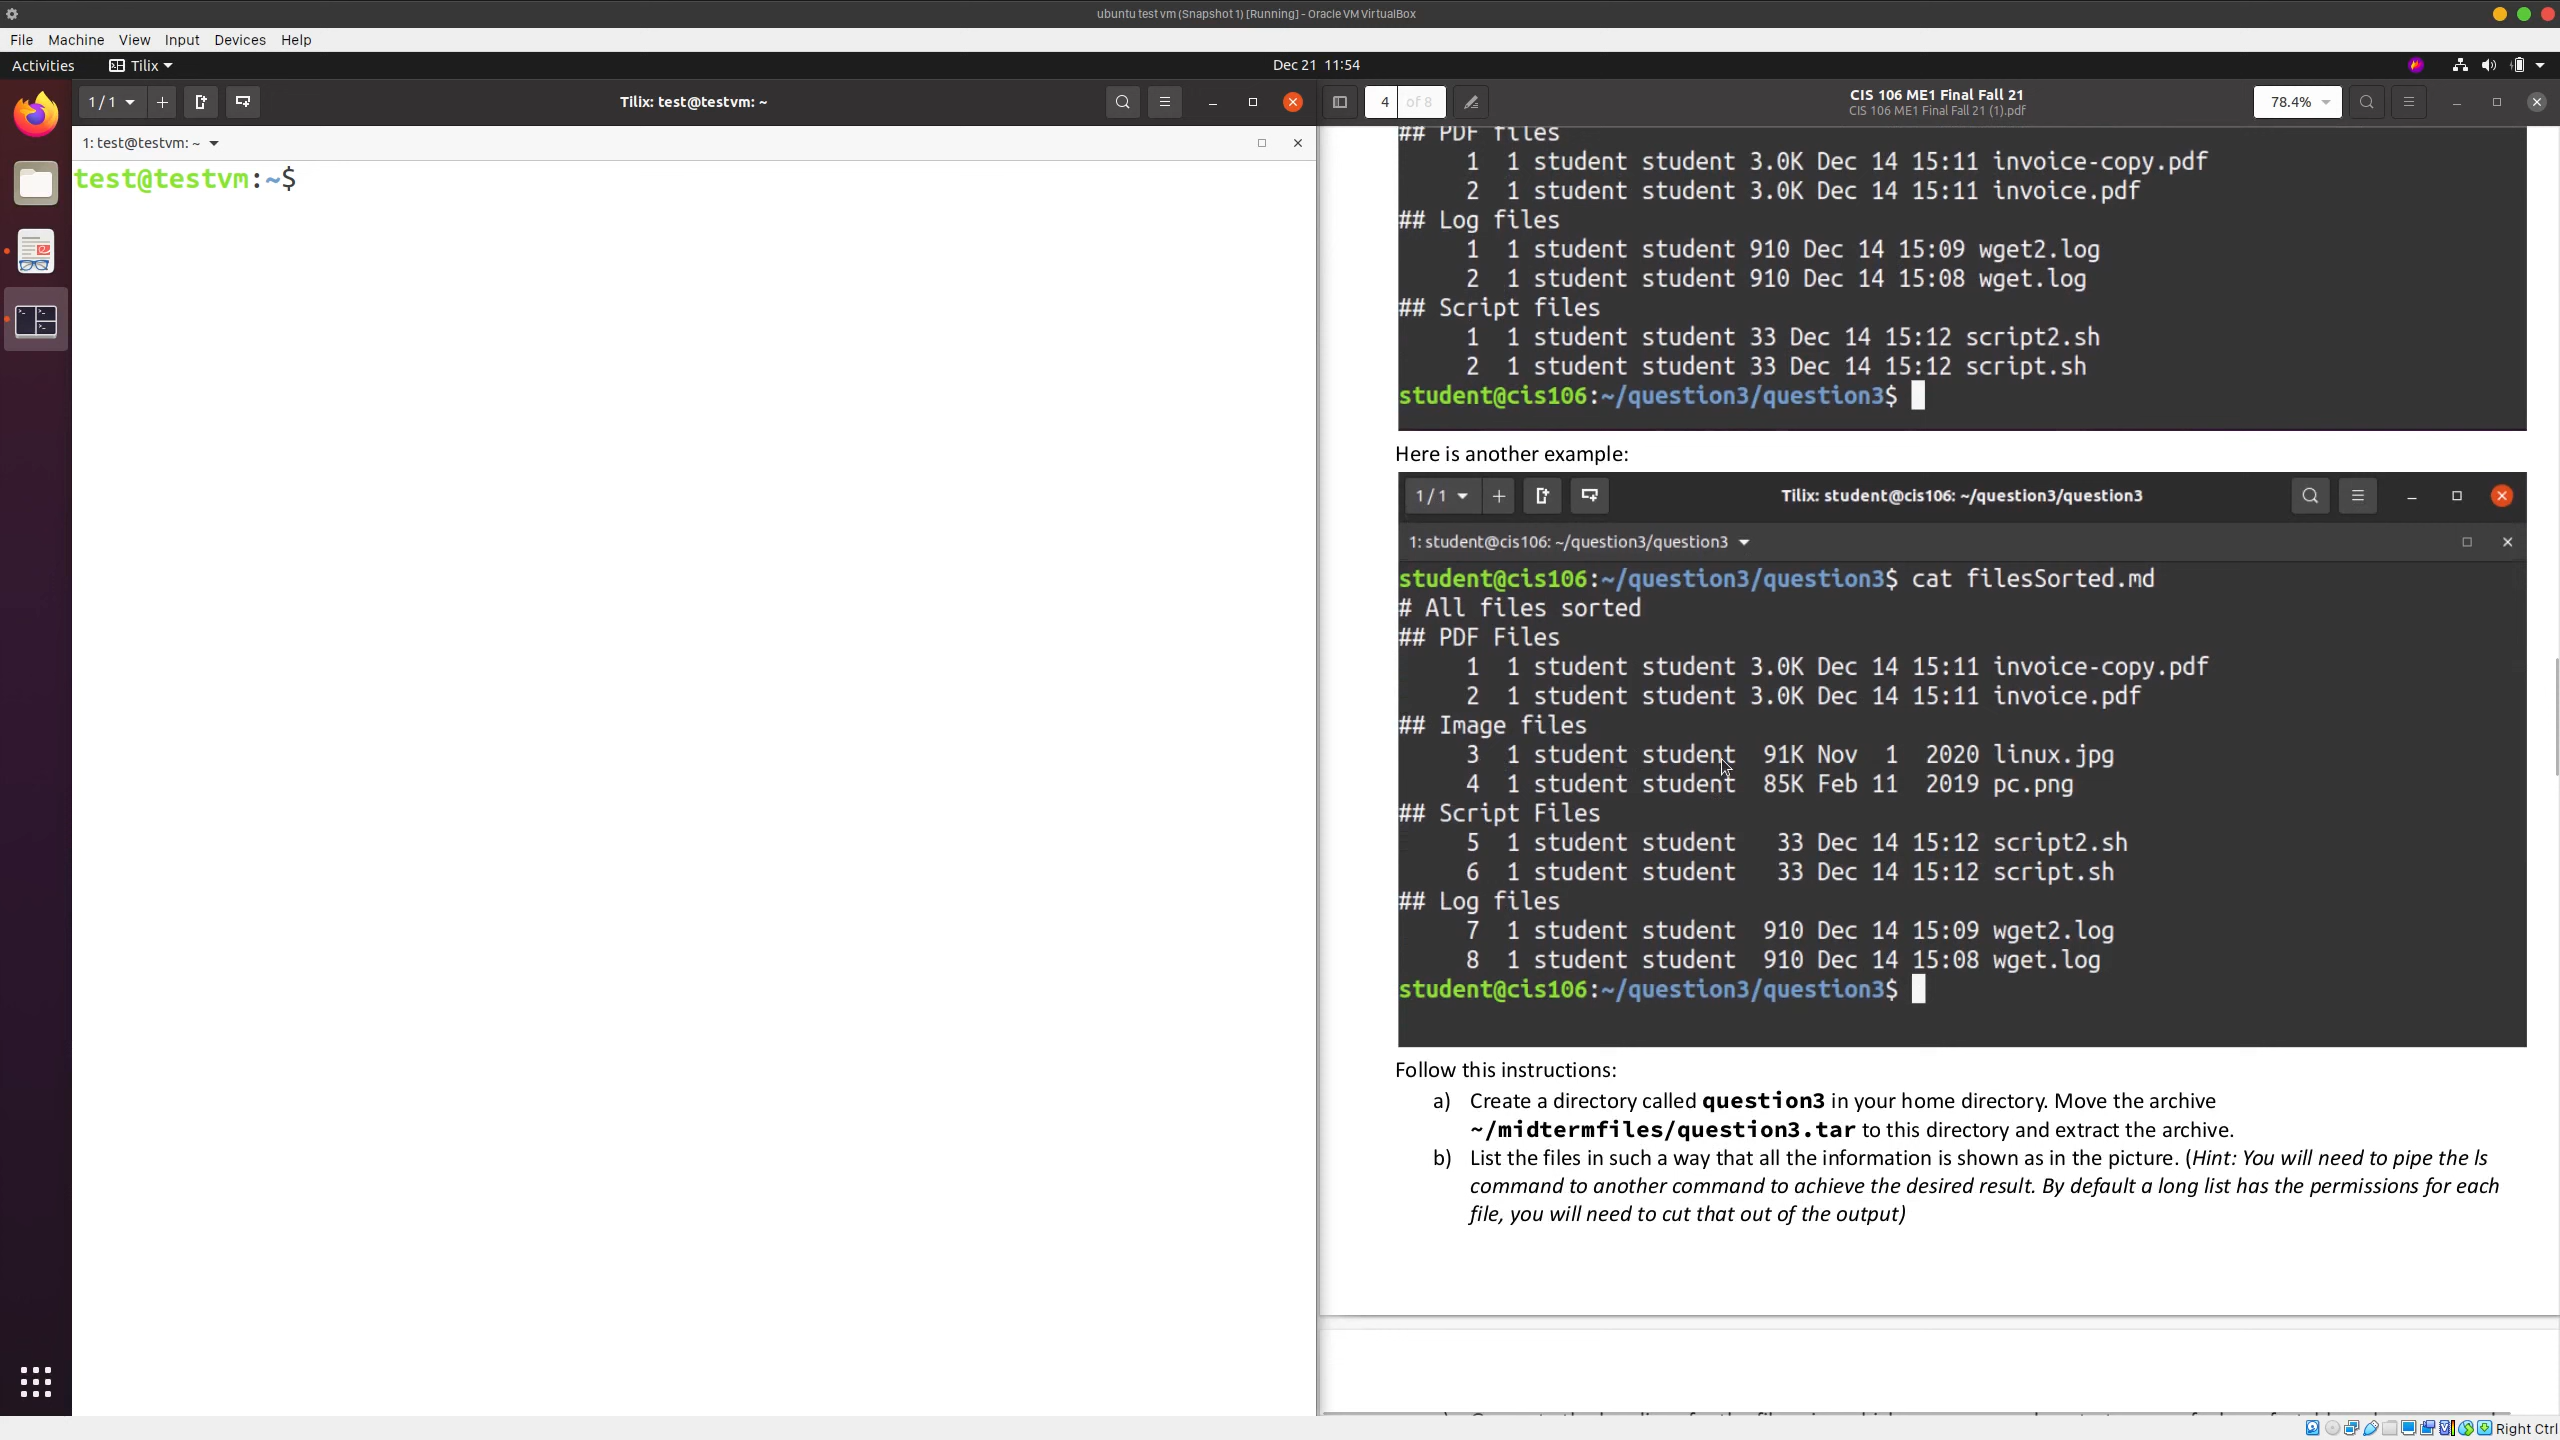 ubuntu test vm (Snapshot 1) [Running] - Oracle VM VirtualBox
File Machine View Input Devices Help
Activities Tilix Dec 21 11:54
1 / 1 Tilix: test@testvm: ~
1: test@testvm: ~
test@testvm:~$
4 of 8 CIS 106 ME1 Final Fall 21 78.4%
CIS 106 ME1 Final Fall 21 (1).pdf
## PDF files
1 1 student student 3.0K Dec 14 15:11 invoice-copy.pdf
2 1 student student 3.0K Dec 14 15:11 invoice.pdf
## Log files
1 1 student student 910 Dec 14 15:09 wget2.log
2 1 student student 910 Dec 14 15:08 wget.log
## Script files
1 1 student student 33 Dec 14 15:12 script2.sh
2 1 student student 33 Dec 14 15:12 script.sh
student@cis106:~/question3/question3$
Here is another example:
1 / 1 Tilix: student@cis106: ~/question3/question3
1: student@cis106: ~/question3/question3
student@cis106:~/question3/question3$ cat filesSorted.md
# All files sorted
## PDF Files
1 1 student student 3.0K Dec 14 15:11 invoice-copy.pdf
2 1 student student 3.0K Dec 14 15:11 invoice.pdf
## Image files
3 1 student student 91K Nov 1 2020 linux.jpg
4 1 student student 85K Feb 11 2019 pc.png
## Script Files
5 1 student student 33 Dec 14 15:12 script2.sh
6 1 student student 33 Dec 14 15:12 script.sh
## Log files
7 1 student student 910 Dec 14 15:09 wget2.log
8 1 student student 910 Dec 14 15:08 wget.log
student@cis106:~/question3/question3$
Follow this instructions:
a) Create a directory called question3 in your home directory. Move the archive
~/midtermfiles/question3.tar to this directory and extract the archive.
b) List the files in such a way that all the information is shown as in the picture. (Hint: You will need to pipe the ls
command to another command to achieve the desired result. By default a long list has the permissions for each
file, you will need to cut that out of the output)
Right Ctrl